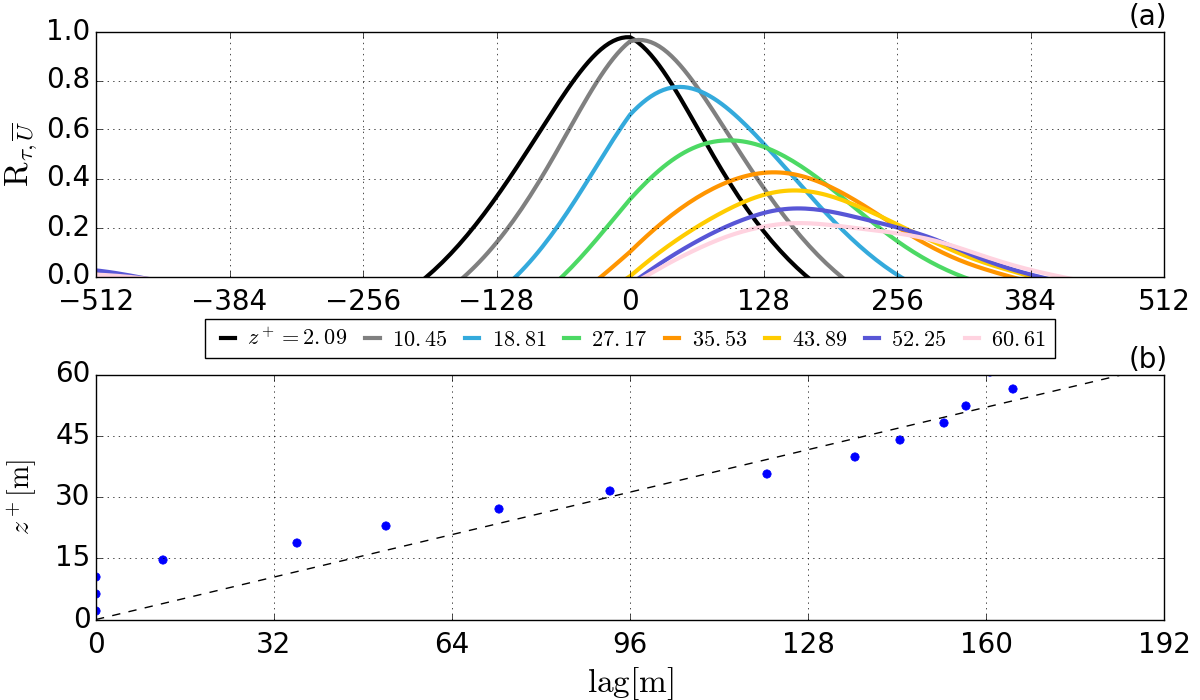 (a)
1.0
0.8
0.6
0.4
0.2
0.0
R_{τ,\overline{U}}
−512 −384 −256 −128 0 128 256 384 512
z^+ = 2.09 10.45 18.81 27.17 35.53 43.89 52.25 60.61
(b)
60
45
30
15
0
z^+[m]
0 32 64 96 128 160 192
lag[m]